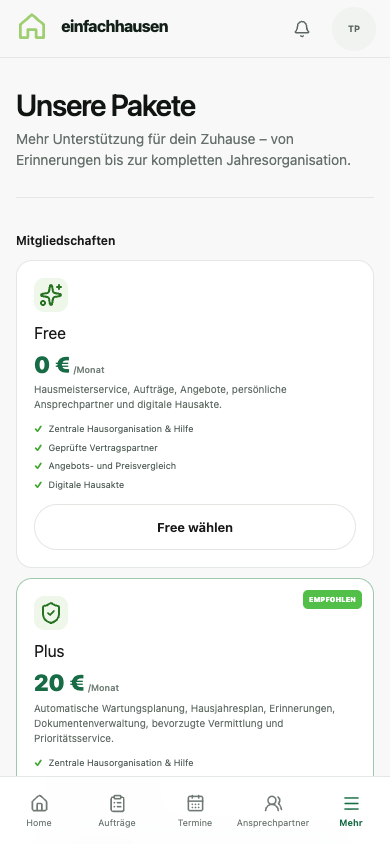 einfachhausen
TP
Unsere Pakete
Mehr Unterstützung für dein Zuhause – von
Erinnerungen bis zur kompletten Jahresorganisation.
Mitgliedschaften
Free
0 € /Monat
Hausmeisterservice, Aufträge, Angebote, persönliche
Ansprechpartner und digitale Hausakte.
Zentrale Hausorganisation & Hilfe
Geprüfte Vertragspartner
Angebots- und Preisvergleich
Digitale Hausakte
Free wählen
EMPFOHLEN
Plus
20 € /Monat
Automatische Wartungsplanung, Hausjahresplan, Erinnerungen,
Dokumentenverwaltung, bevorzugte Vermittlung und
Prioritätsservice.
Zentrale Hausorganisation & Hilfe
Home
Aufträge
Termine
Ansprechpartner
Mehr